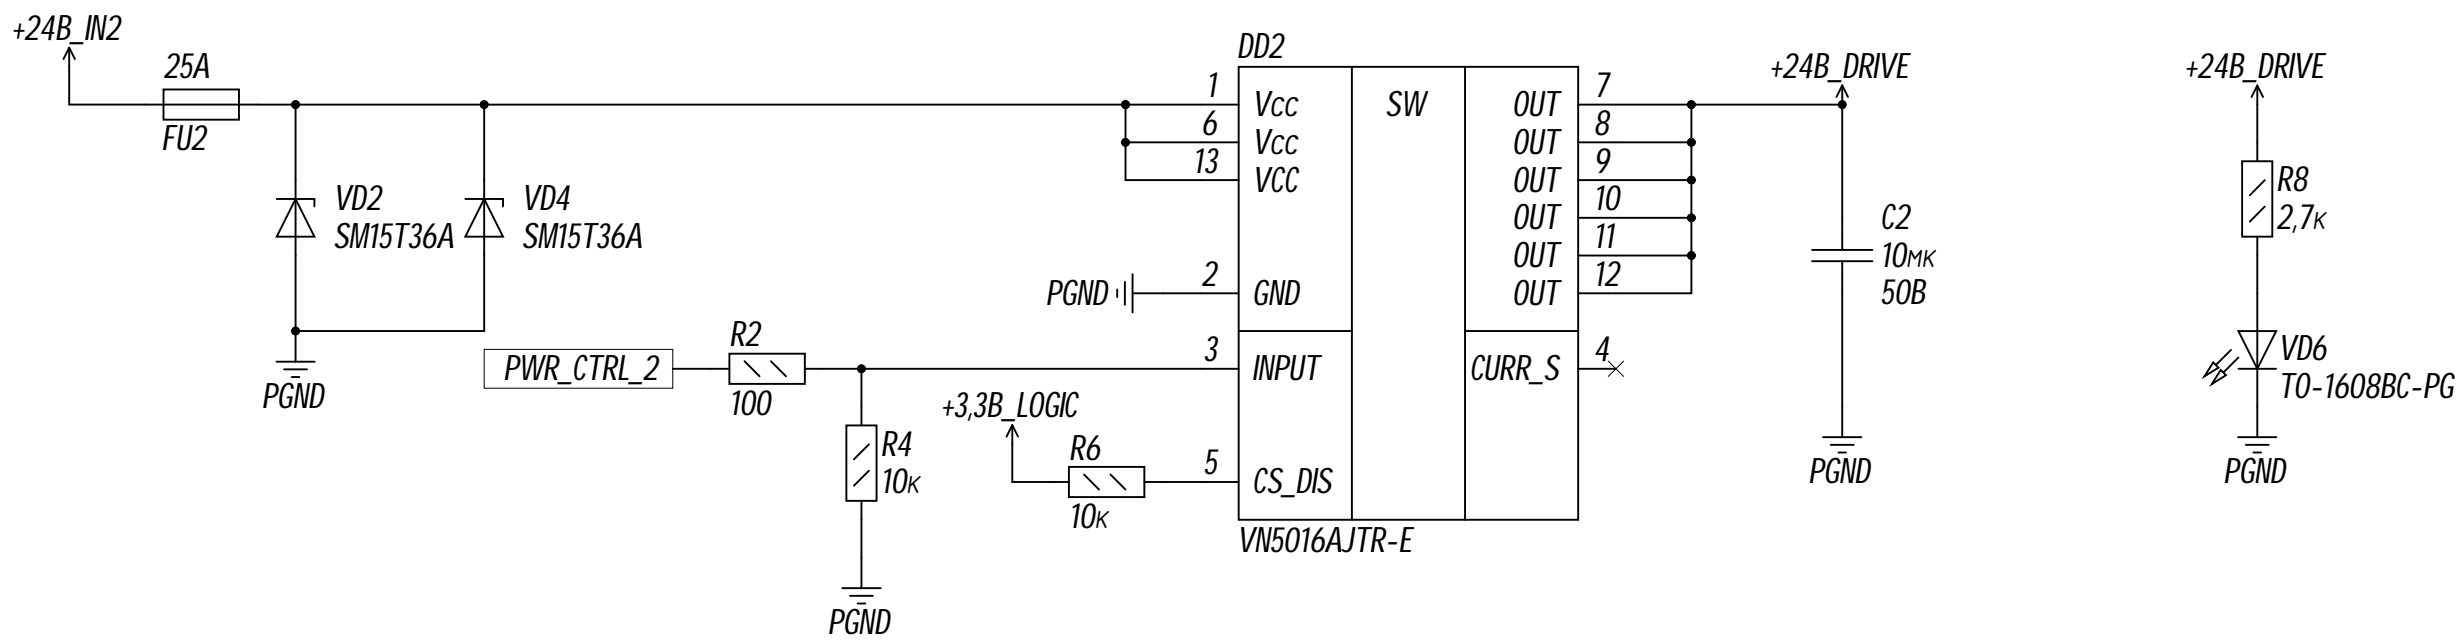 +24В_IN2
25А
FU2
VD2
SM15T36A
VD4
SM15T36A
PGND
PWR_CTRL_2
R2
100
R4
10к
PGND
+3,3В_LOGIC
R6
10к
PGND
DD2
1
6
13
2
3
5
Vcc
Vcc
VCC
GND
INPUT
CS_DIS
SW
OUT
OUT
OUT
OUT
OUT
OUT
CURR_S
7
8
9
10
11
12
4
VN5016AJTR-E
+24В_DRIVE
C2
10мк
50В
PGND
+24В_DRIVE
R8
2,7к
VD6
TO-1608BC-PG
PGND